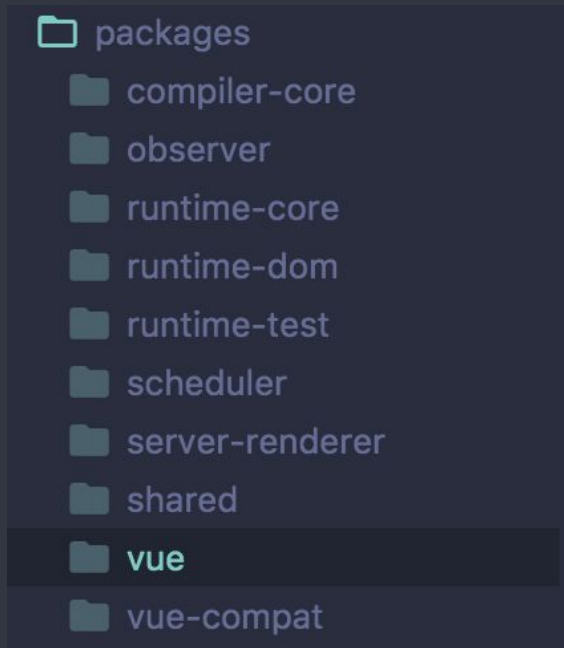 packages
compiler-core
observer
runtime-core
runtime-dom
runtime-test
scheduler
server-renderer
shared
vue
vue-compat